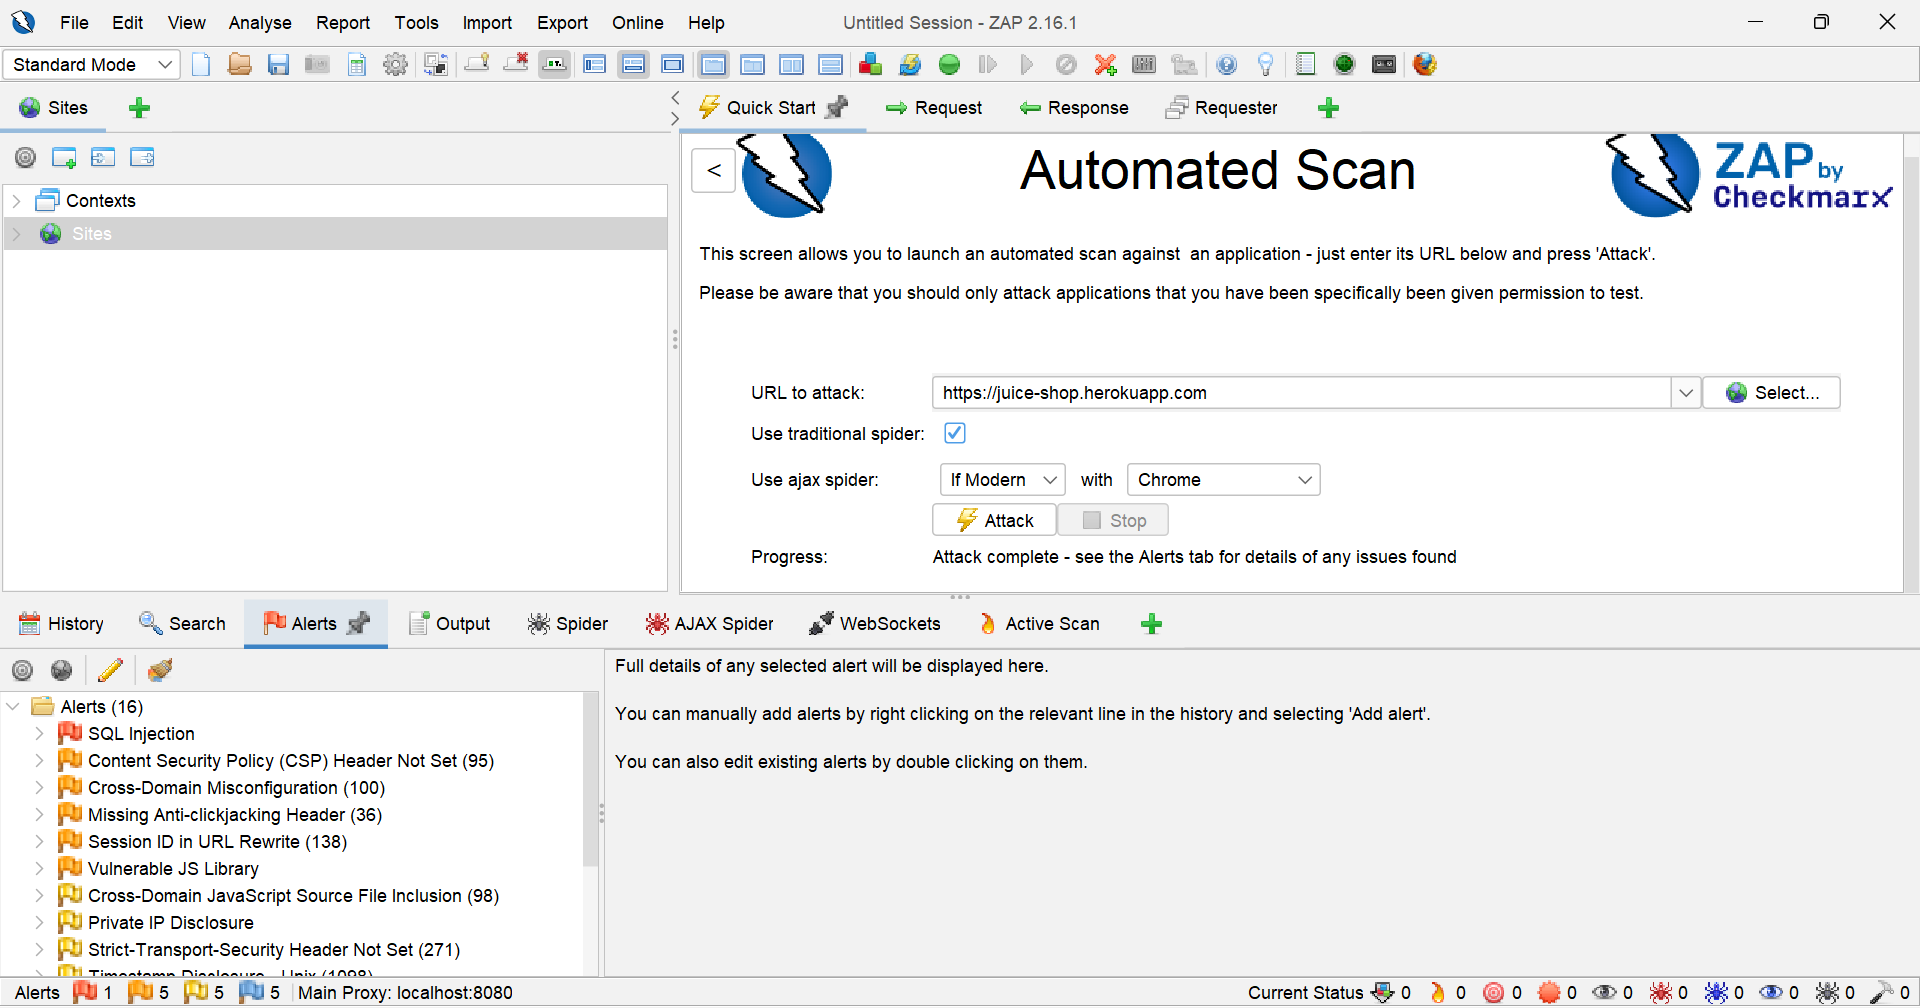 File Edit View Analyse Report Tools Import Export Online Help Untitled Session - ZAP 2.16.1
Standard Mode
Sites
Quick Start Request Response Requester
< Automated Scan ZAP by Checkmarx
Contexts
Sites
This screen allows you to launch an automated scan against  an application - just enter its URL below and press 'Attack'.
Please be aware that you should only attack applications that you have been specifically been given permission to test.
URL to attack: https://juice-shop.herokuapp.com Select...
Use traditional spider:
Use ajax spider: If Modern with Chrome
Attack Stop
Progress: Attack complete - see the Alerts tab for details of any issues found
History Search Alerts Output Spider AJAX Spider WebSockets Active Scan
Full details of any selected alert will be displayed here.
You can manually add alerts by right clicking on the relevant line in the history and selecting 'Add alert'.
You can also edit existing alerts by double clicking on them.
Alerts (16)
SQL Injection
Content Security Policy (CSP) Header Not Set (95)
Cross-Domain Misconfiguration (100)
Missing Anti-clickjacking Header (36)
Session ID in URL Rewrite (138)
Vulnerable JS Library
Cross-Domain JavaScript Source File Inclusion (98)
Private IP Disclosure
Strict-Transport-Security Header Not Set (271)
Timestamp Disclosure - Unix (1098)
Alerts 1 5 5 5 Main Proxy: localhost:8080 Current Status 0 0 0 0 0 0 0 0 0 0